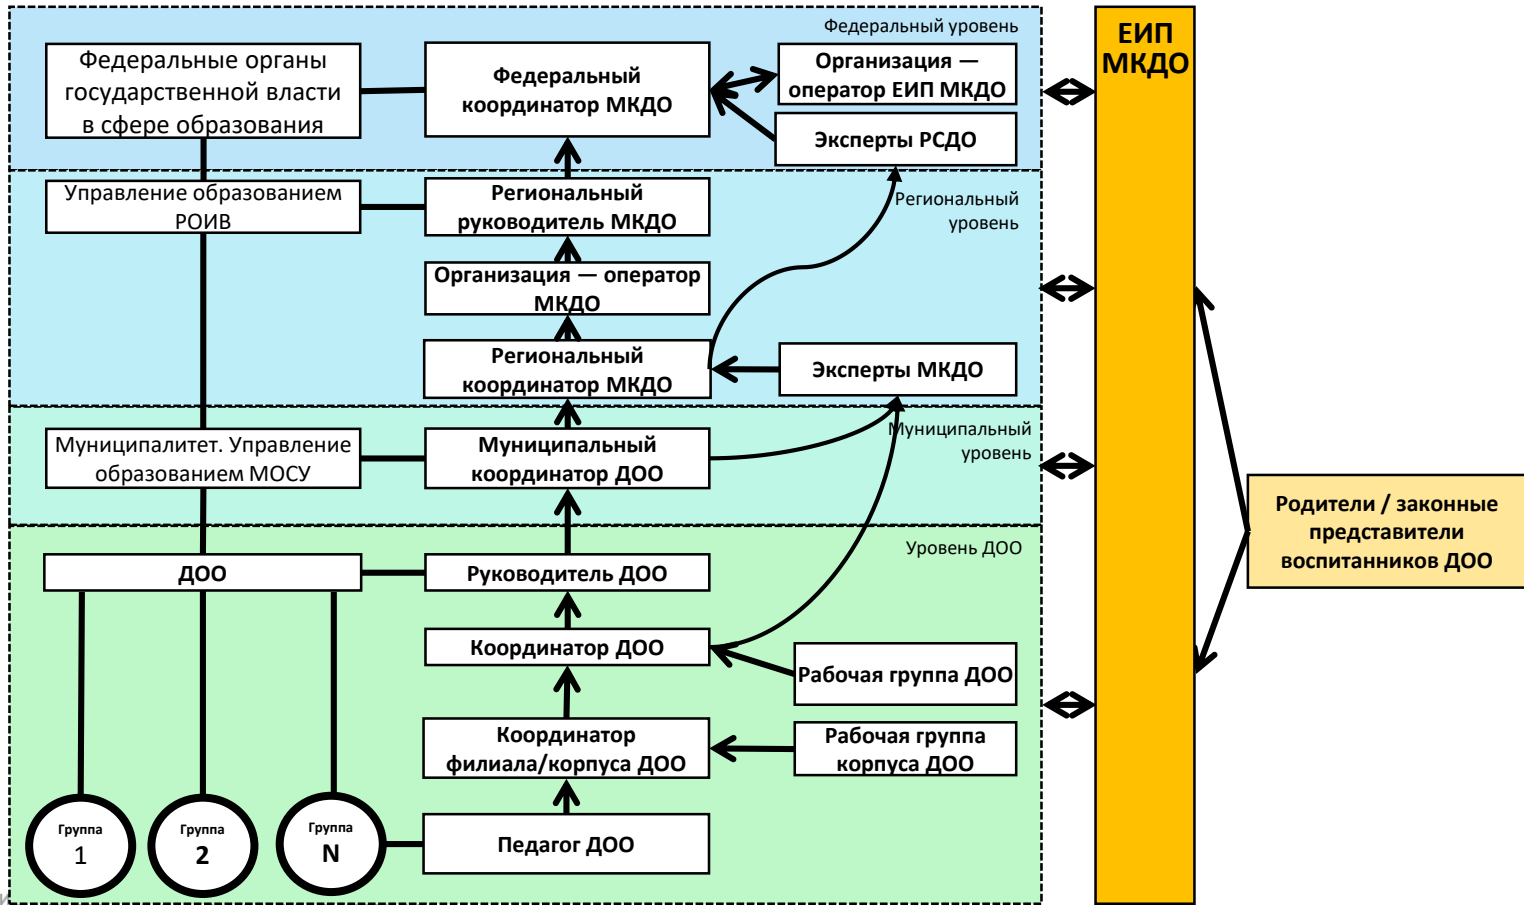 Федеральный уровень
ЕИП
МКДО
Федеральные органы
государственной власти
в сфере образования
Федеральный
координатор МКДО
Организация —
оператор ЕИП МКДО
Эксперты РСДО
Управление образованием
РОИВ
Региональный
руководитель МКДО
Региональный
уровень
Организация — оператор
МКДО
Региональный
координатор МКДО
Эксперты МКДО
Муниципалитет. Управление
образованием МОСУ
Муниципальный
координатор ДОО
Муниципальный
уровень
Родители / законные
представители
воспитанников ДОО
Уровень ДОО
ДОО
Руководитель ДОО
Координатор ДОО
Рабочая группа ДОО
Координатор
филиала/корпуса ДОО
Рабочая группа
корпуса ДОО
Группа
1
Группа
2
Группа
N
Педагог ДОО